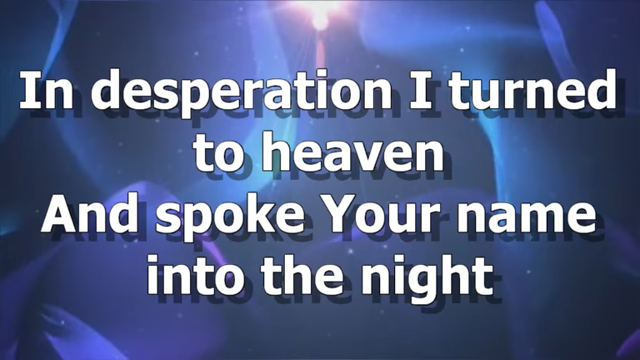 In desperation I turned
to heaven
And spoke Your name
into the night